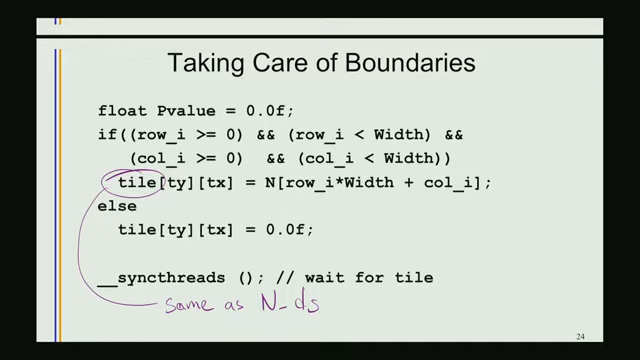 Taking Care of Boundaries
float Pvalue = 0.0f;
if((row_i >= 0) && (row_i < Width) &&
(col_i >= 0) && (col_i < Width))
tile[ty][tx] = N[row_i*Width + col_i];
else
tile[ty][tx] = 0.0f;
__syncthreads (); // wait for tile
same as N_ds
24